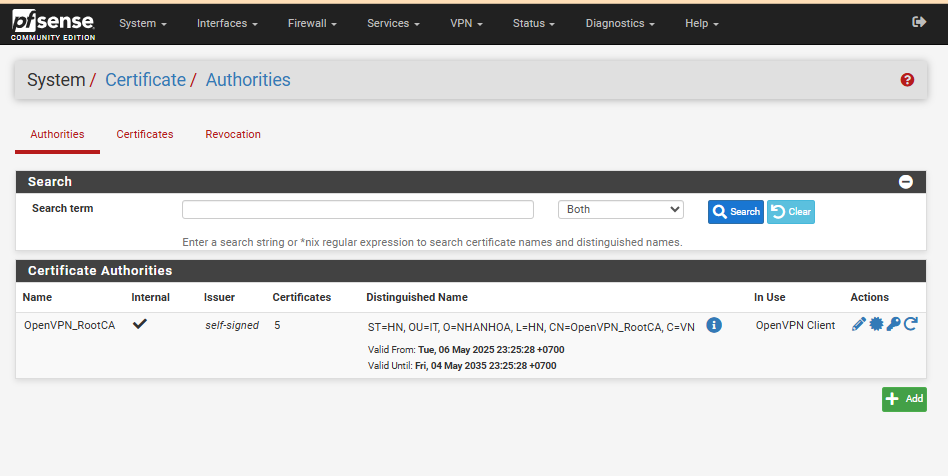 pfsense
COMMUNITY EDITION
System Interfaces Firewall Services VPN Status Diagnostics Help
System / Certificate / Authorities
Authorities Certificates Revocation
Search
Search term Both Search Clear
Enter a search string or *nix regular expression to search certificate names and distinguished names.
Certificate Authorities
Name Internal Issuer Certificates Distinguished Name In Use Actions
OpenVPN_RootCA self-signed 5 ST=HN, OU=IT, O=NHANHOA, L=HN, CN=OpenVPN_RootCA, C=VN OpenVPN Client
Valid From: Tue, 06 May 2025 23:25:28 +0700
Valid Until: Fri, 04 May 2035 23:25:28 +0700
Add